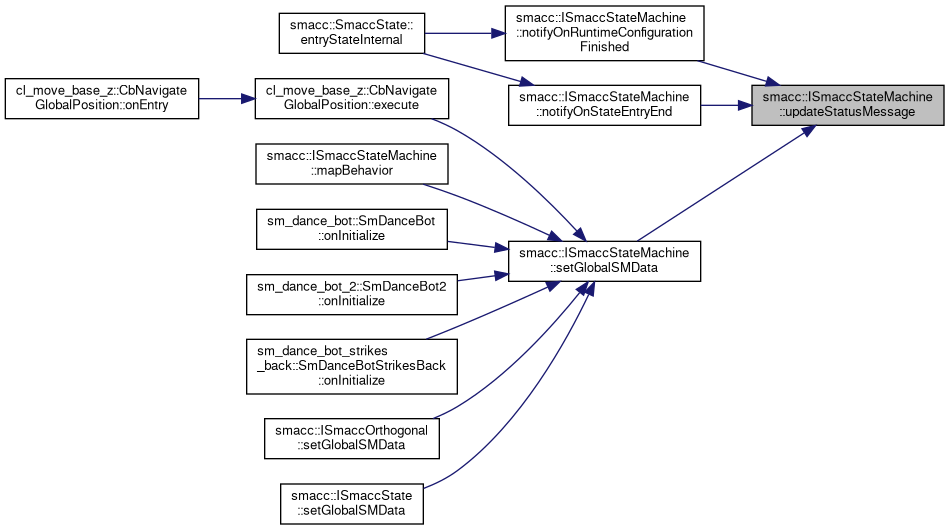 smacc::SmaccState::
entryStateInternal
smacc::ISmaccStateMachine
::notifyOnRuntimeConfiguration
Finished
cl_move_base_z::CbNavigate
GlobalPosition::onEntry
cl_move_base_z::CbNavigate
GlobalPosition::execute
smacc::ISmaccStateMachine
::notifyOnStateEntryEnd
smacc::ISmaccStateMachine
::updateStatusMessage
smacc::ISmaccStateMachine
::mapBehavior
sm_dance_bot::SmDanceBot
::onInitialize
smacc::ISmaccStateMachine
::setGlobalSMData
sm_dance_bot_2::SmDanceBot2
::onInitialize
sm_dance_bot_strikes
_back::SmDanceBotStrikesBack
::onInitialize
smacc::ISmaccOrthogonal
::setGlobalSMData
smacc::ISmaccState
::setGlobalSMData